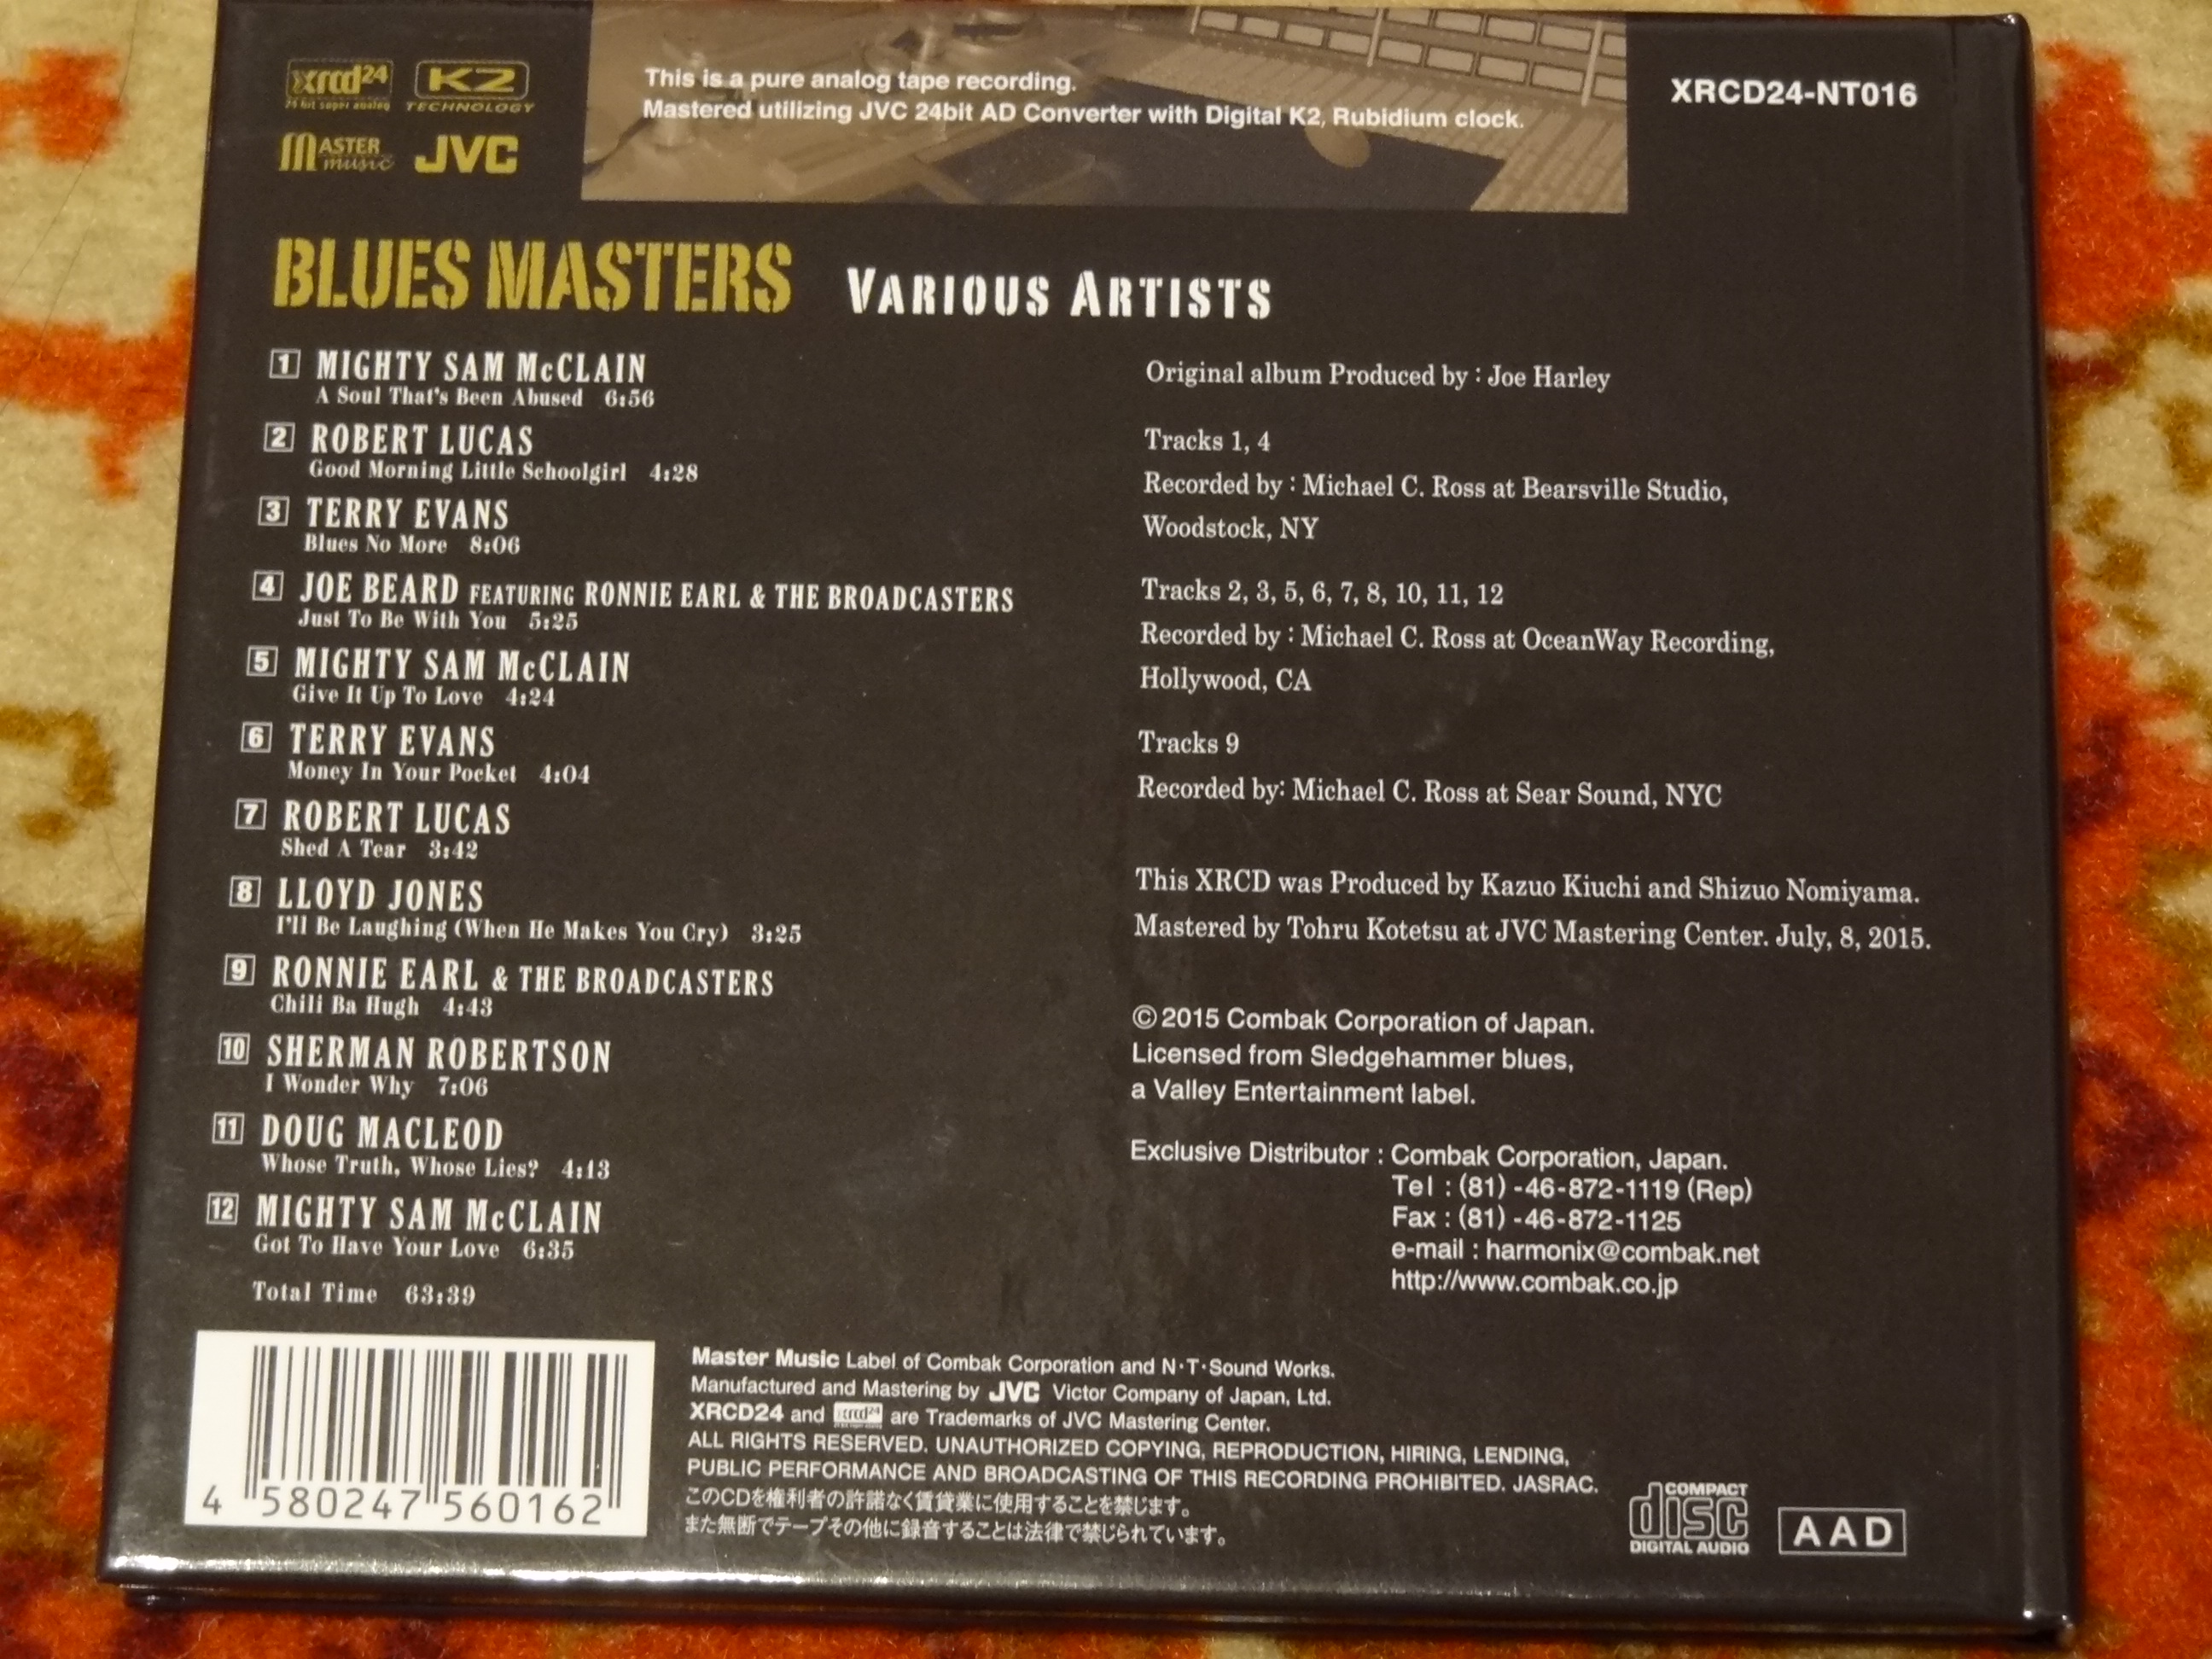 xrcd24
24 bit super analog
K2
TECHNOLOGY
MASTER
music
JVC
This is a pure analog tape recording.
Mastered utilizing JVC 24bit AD Converter with Digital K2, Rubidium clock.
XRCD24-NT016
BLUES MASTERS VARIOUS ARTISTS
1 MIGHTY SAM McCLAIN
A Soul That's Been Abused 6:56
2 ROBERT LUCAS
Good Morning Little Schoolgirl 4:28
3 TERRY EVANS
Blues No More 8:06
4 JOE BEARD FEATURING RONNIE EARL & THE BROADCASTERS
Just To Be With You 5:25
5 MIGHTY SAM McCLAIN
Give It Up To Love 4:24
6 TERRY EVANS
Money In Your Pocket 4:04
7 ROBERT LUCAS
Shed A Tear 3:42
8 LLOYD JONES
I'll Be Laughing (When He Makes You Cry) 3:25
9 RONNIE EARL & THE BROADCASTERS
Chili Ba Hugh 4:43
10 SHERMAN ROBERTSON
I Wonder Why 7:06
11 DOUG MACLEOD
Whose Truth, Whose Lies? 4:13
12 MIGHTY SAM McCLAIN
Got To Have Your Love 6:35
Total Time 63:39
Original album Produced by : Joe Harley
Tracks 1, 4
Recorded by : Michael C. Ross at Bearsville Studio,
Woodstock, NY
Tracks 2, 3, 5, 6, 7, 8, 10, 11, 12
Recorded by : Michael C. Ross at OceanWay Recording,
Hollywood, CA
Tracks 9
Recorded by: Michael C. Ross at Sear Sound, NYC
This XRCD was Produced by Kazuo Kiuchi and Shizuo Nomiyama.
Mastered by Tohru Kotetsu at JVC Mastering Center. July, 8, 2015.
©2015 Combak Corporation of Japan.
Licensed from Sledgehammer blues,
a Valley Entertainment label.
Exclusive Distributor : Combak Corporation, Japan.
Tel : (81) -46-872-1119 (Rep)
Fax : (81) -46-872-1125
e-mail : harmonix@combak.net
http://www.combak.co.jp
4 580247 560162
Master Music Label of Combak Corporation and N·T·Sound Works.
Manufactured and Mastering by JVC Victor Company of Japan, Ltd.
XRCD24 and xrcd24 are Trademarks of JVC Mastering Center.
ALL RIGHTS RESERVED. UNAUTHORIZED COPYING, REPRODUCTION, HIRING, LENDING,
PUBLIC PERFORMANCE AND BROADCASTING OF THIS RECORDING PROHIBITED. JASRAC.
このCDを権利者の許諾なく賃貸業に使用することを禁じます。
また無断でテープその他に録音することは法律で禁じられています。
COMPACT
disc
DIGITAL AUDIO
AAD